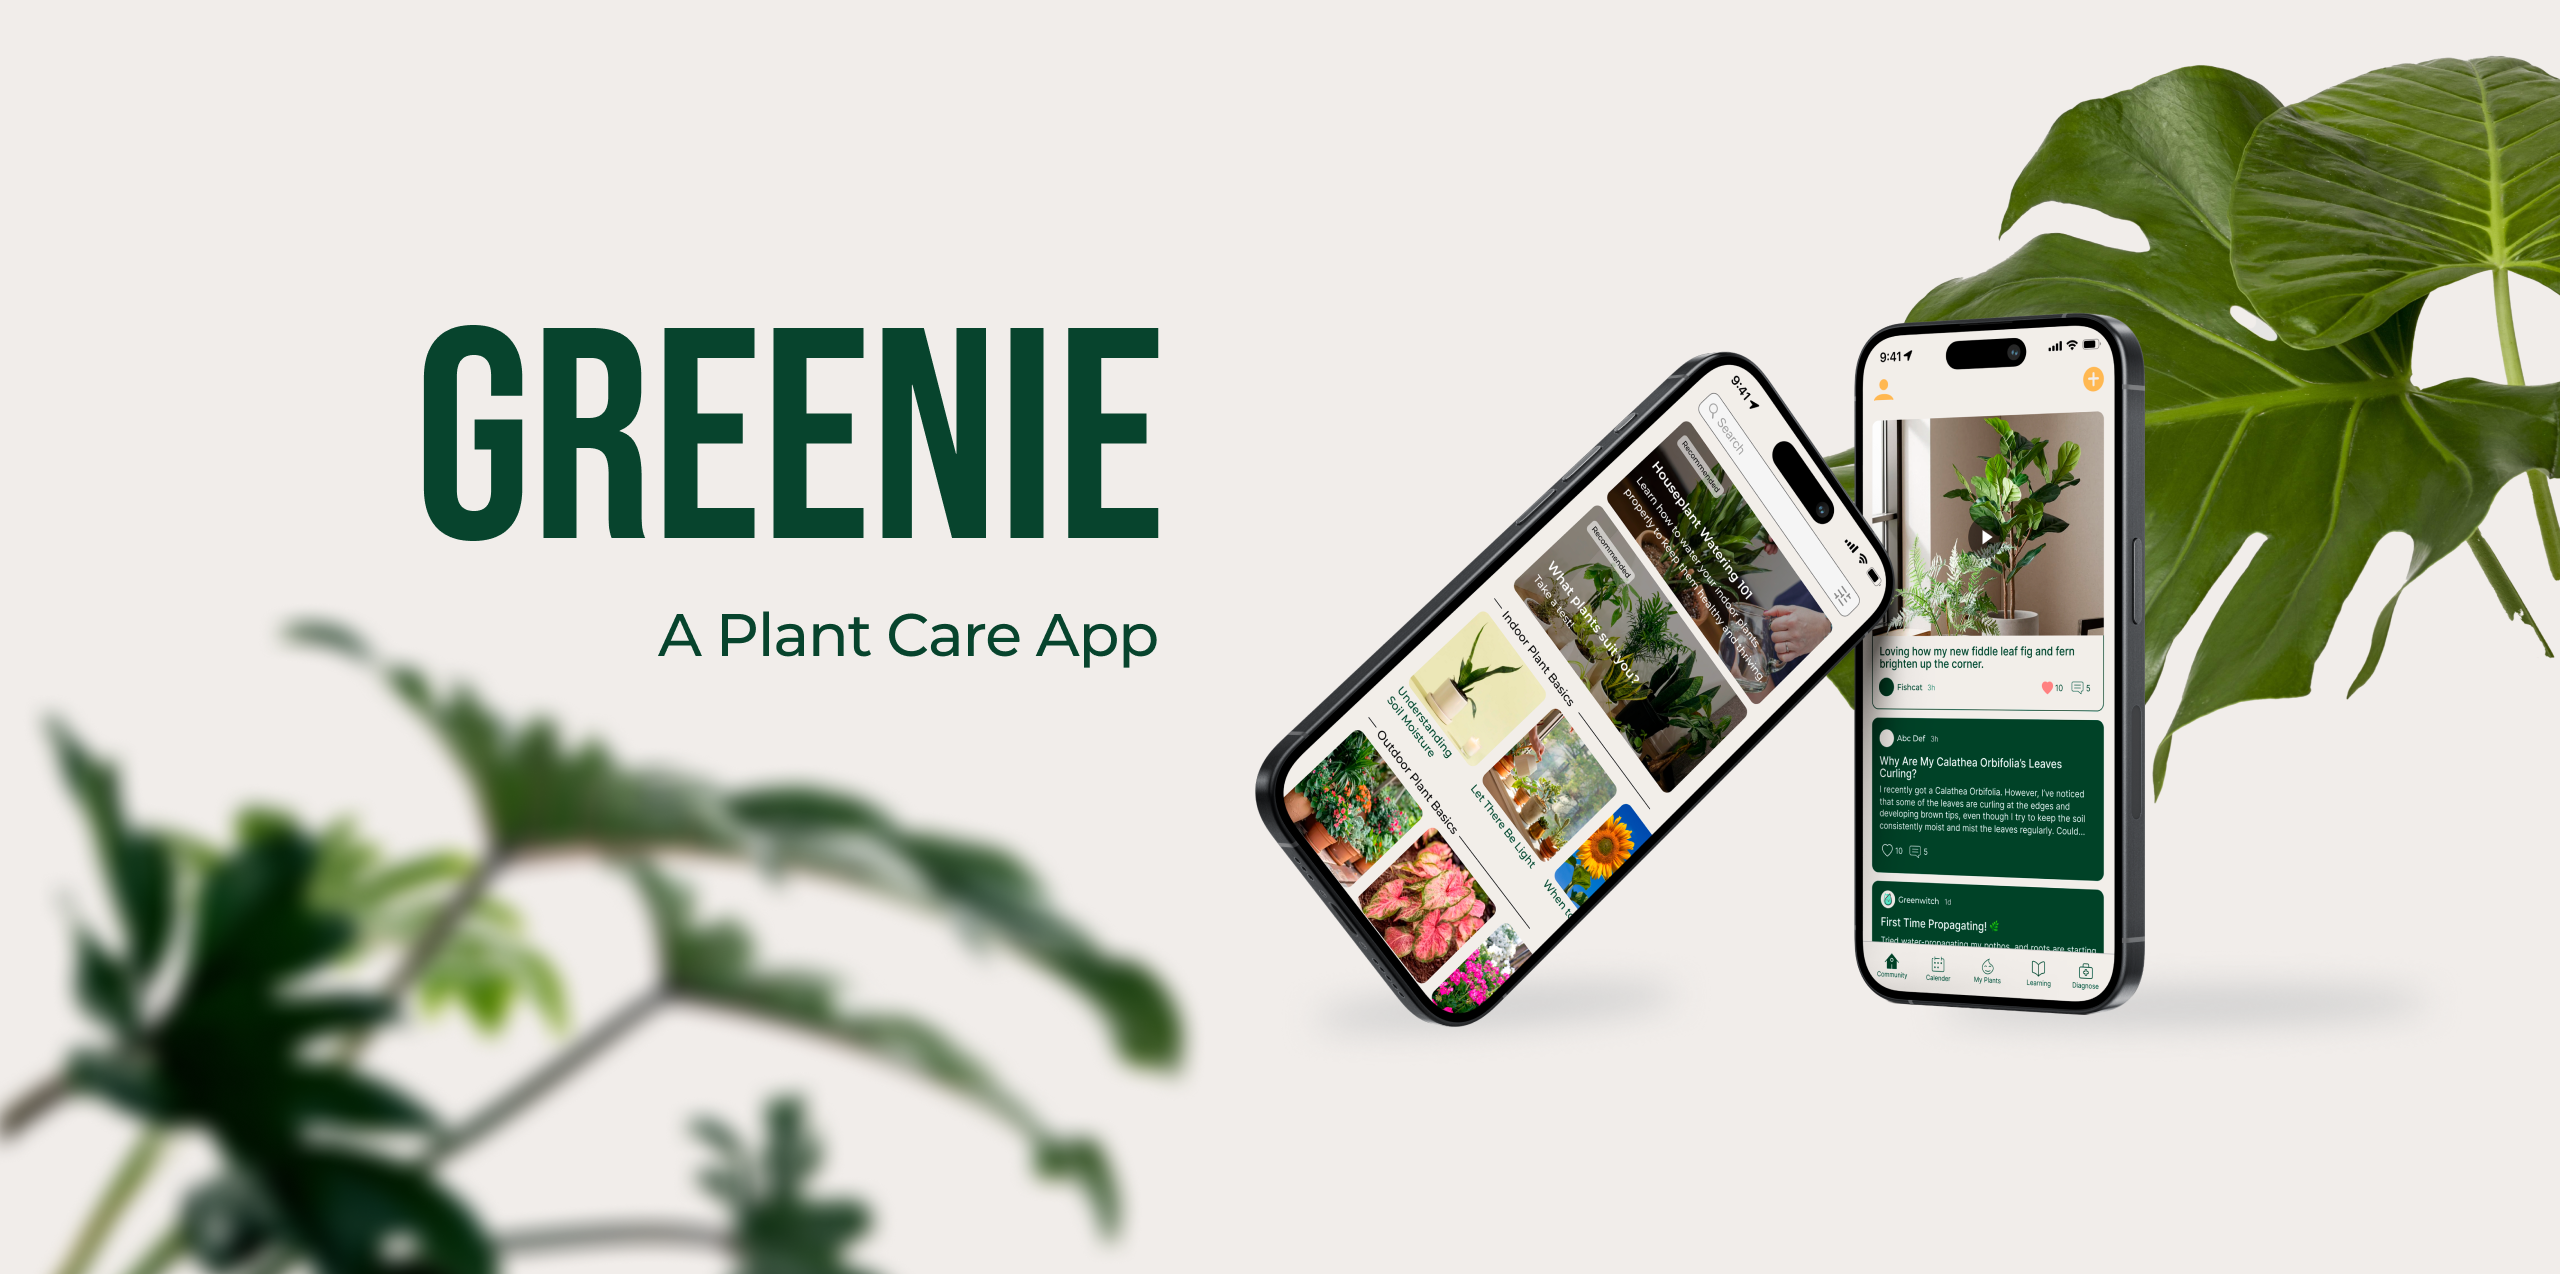 GREENIE
A Plant Care App
9:41
Search
Recommended
Houseplant Watering 101
Learn how to water your indoor plants
properly to keep them healthy and thriving.
Recommended
What plants suit you?
Take a test!
Indoor Plant Basics
Understanding
Soil Moisture
Let There Be Light
When to
Outdoor Plant Basics
9:41
Loving how my new fiddle leaf fig and fern
brighten up the corner.
Fishcat 3h
10 5
Abc Def 3h
Why Are My Calathea Orbifolia's Leaves
Curling?
I recently got a Calathea Orbifolia. However, I've noticed
that some of the leaves are curling at the edges and
developing brown tips, even though I try to keep the soil
consistently moist and mist the leaves regularly. Could...
10 5
Greenwitch 1d
First Time Propagating!
Tried water-propagating my pothos, and roots are starting
Community Calender My Plants Learning Diagnose